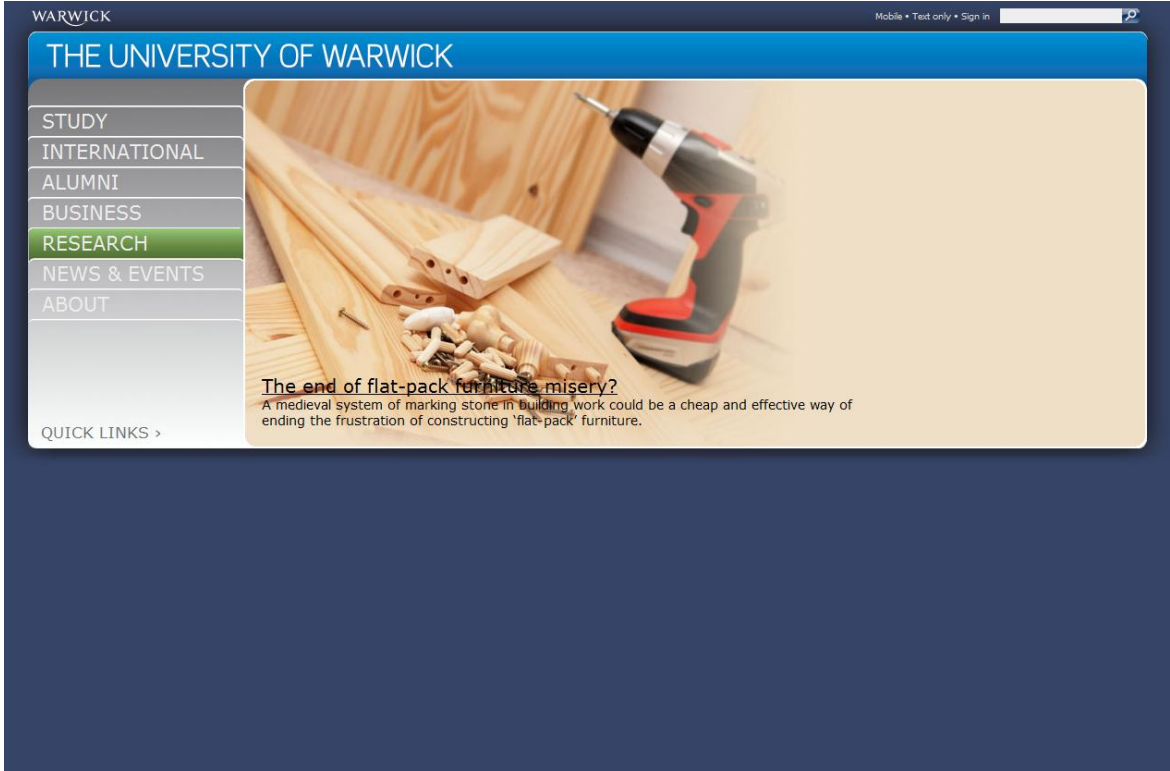 WARWICK
Mobile • Text only • Sign in
THE UNIVERSITY OF WARWICK
STUDY
INTERNATIONAL
ALUMNI
BUSINESS
RESEARCH
NEWS & EVENTS
ABOUT
QUICK LINKS ›
The end of flat-pack furniture misery?
A medieval system of marking stone in building work could be a cheap and effective way of
ending the frustration of constructing ‘flat-pack’ furniture.